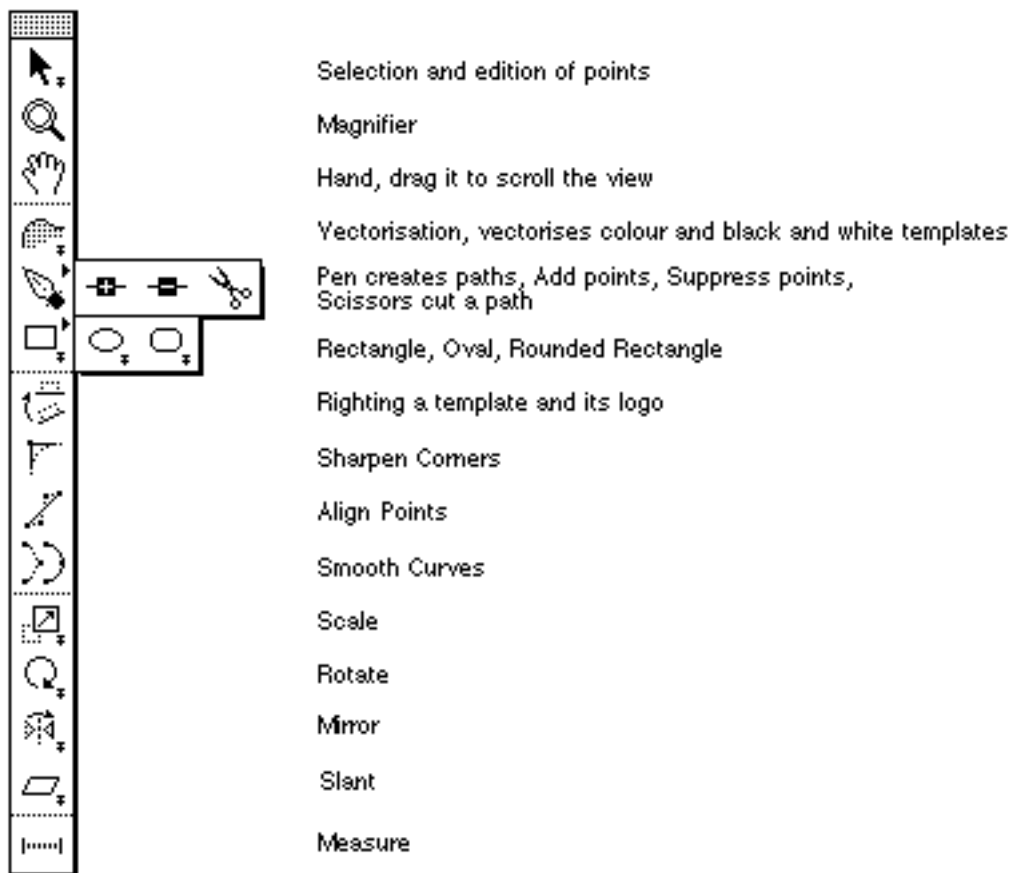 Selection and edition of points
Magnifier
Hand, drag it to scroll the view
Vectorisation, vectorises colour and black and white templates
Pen creates paths, Add points, Suppress points,
Scissors cut a path
Rectangle, Oval, Rounded Rectangle
Righting a template and its logo
Sharpen Corners
Align Points
Smooth Curves
Scale
Rotate
Mirror
Slant
Measure